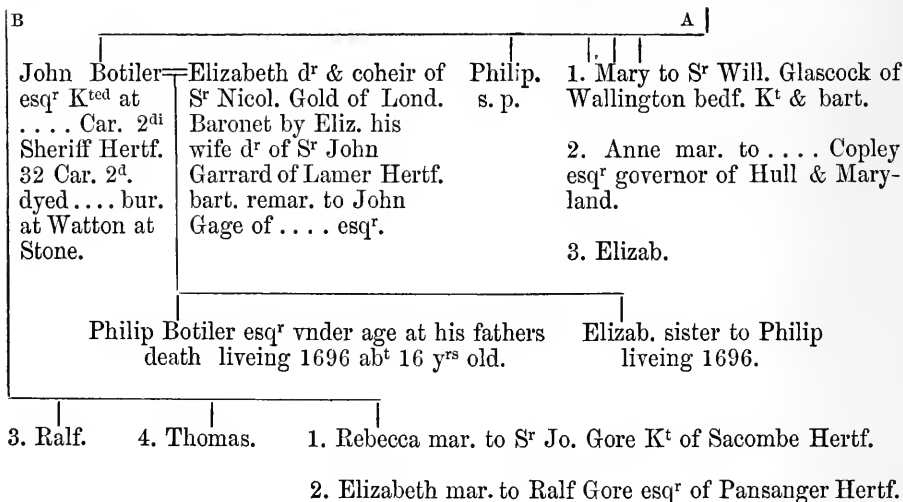 B
A
John Botiler
esqʳ Kᵗᵉᵈ at
.... Car. 2ᵈⁱ
Sheriff Hertf.
32 Car. 2ᵈ.
dyed .... bur.
at Watton at
Stone.
Elizabeth dʳ & coheir of
Sʳ Nicol. Gold of Lond.
Baronet by Eliz. his
wife dʳ of Sʳ John
Garrard of Lamer Hertf.
bart. remar. to John
Gage of .... esqʳ.
Philip.
s. p.
1. Mary to Sʳ Will. Glascock of
Wallington bedf. Kᵗ & bart.
2. Anne mar. to .... Copley
esqʳ governor of Hull & Mary-
land.
3. Elizab.
Philip Botiler esqʳ vnder age at his fathers
death liveing 1696 abᵗ 16 yʳˢ old.
Elizab. sister to Philip
liveing 1696.
3. Ralf.
4. Thomas.
1. Rebecca mar. to Sʳ Jo. Gore Kᵗ of Sacombe Hertf.
2. Elizabeth mar. to Ralf Gore esqʳ of Pansanger Hertf.